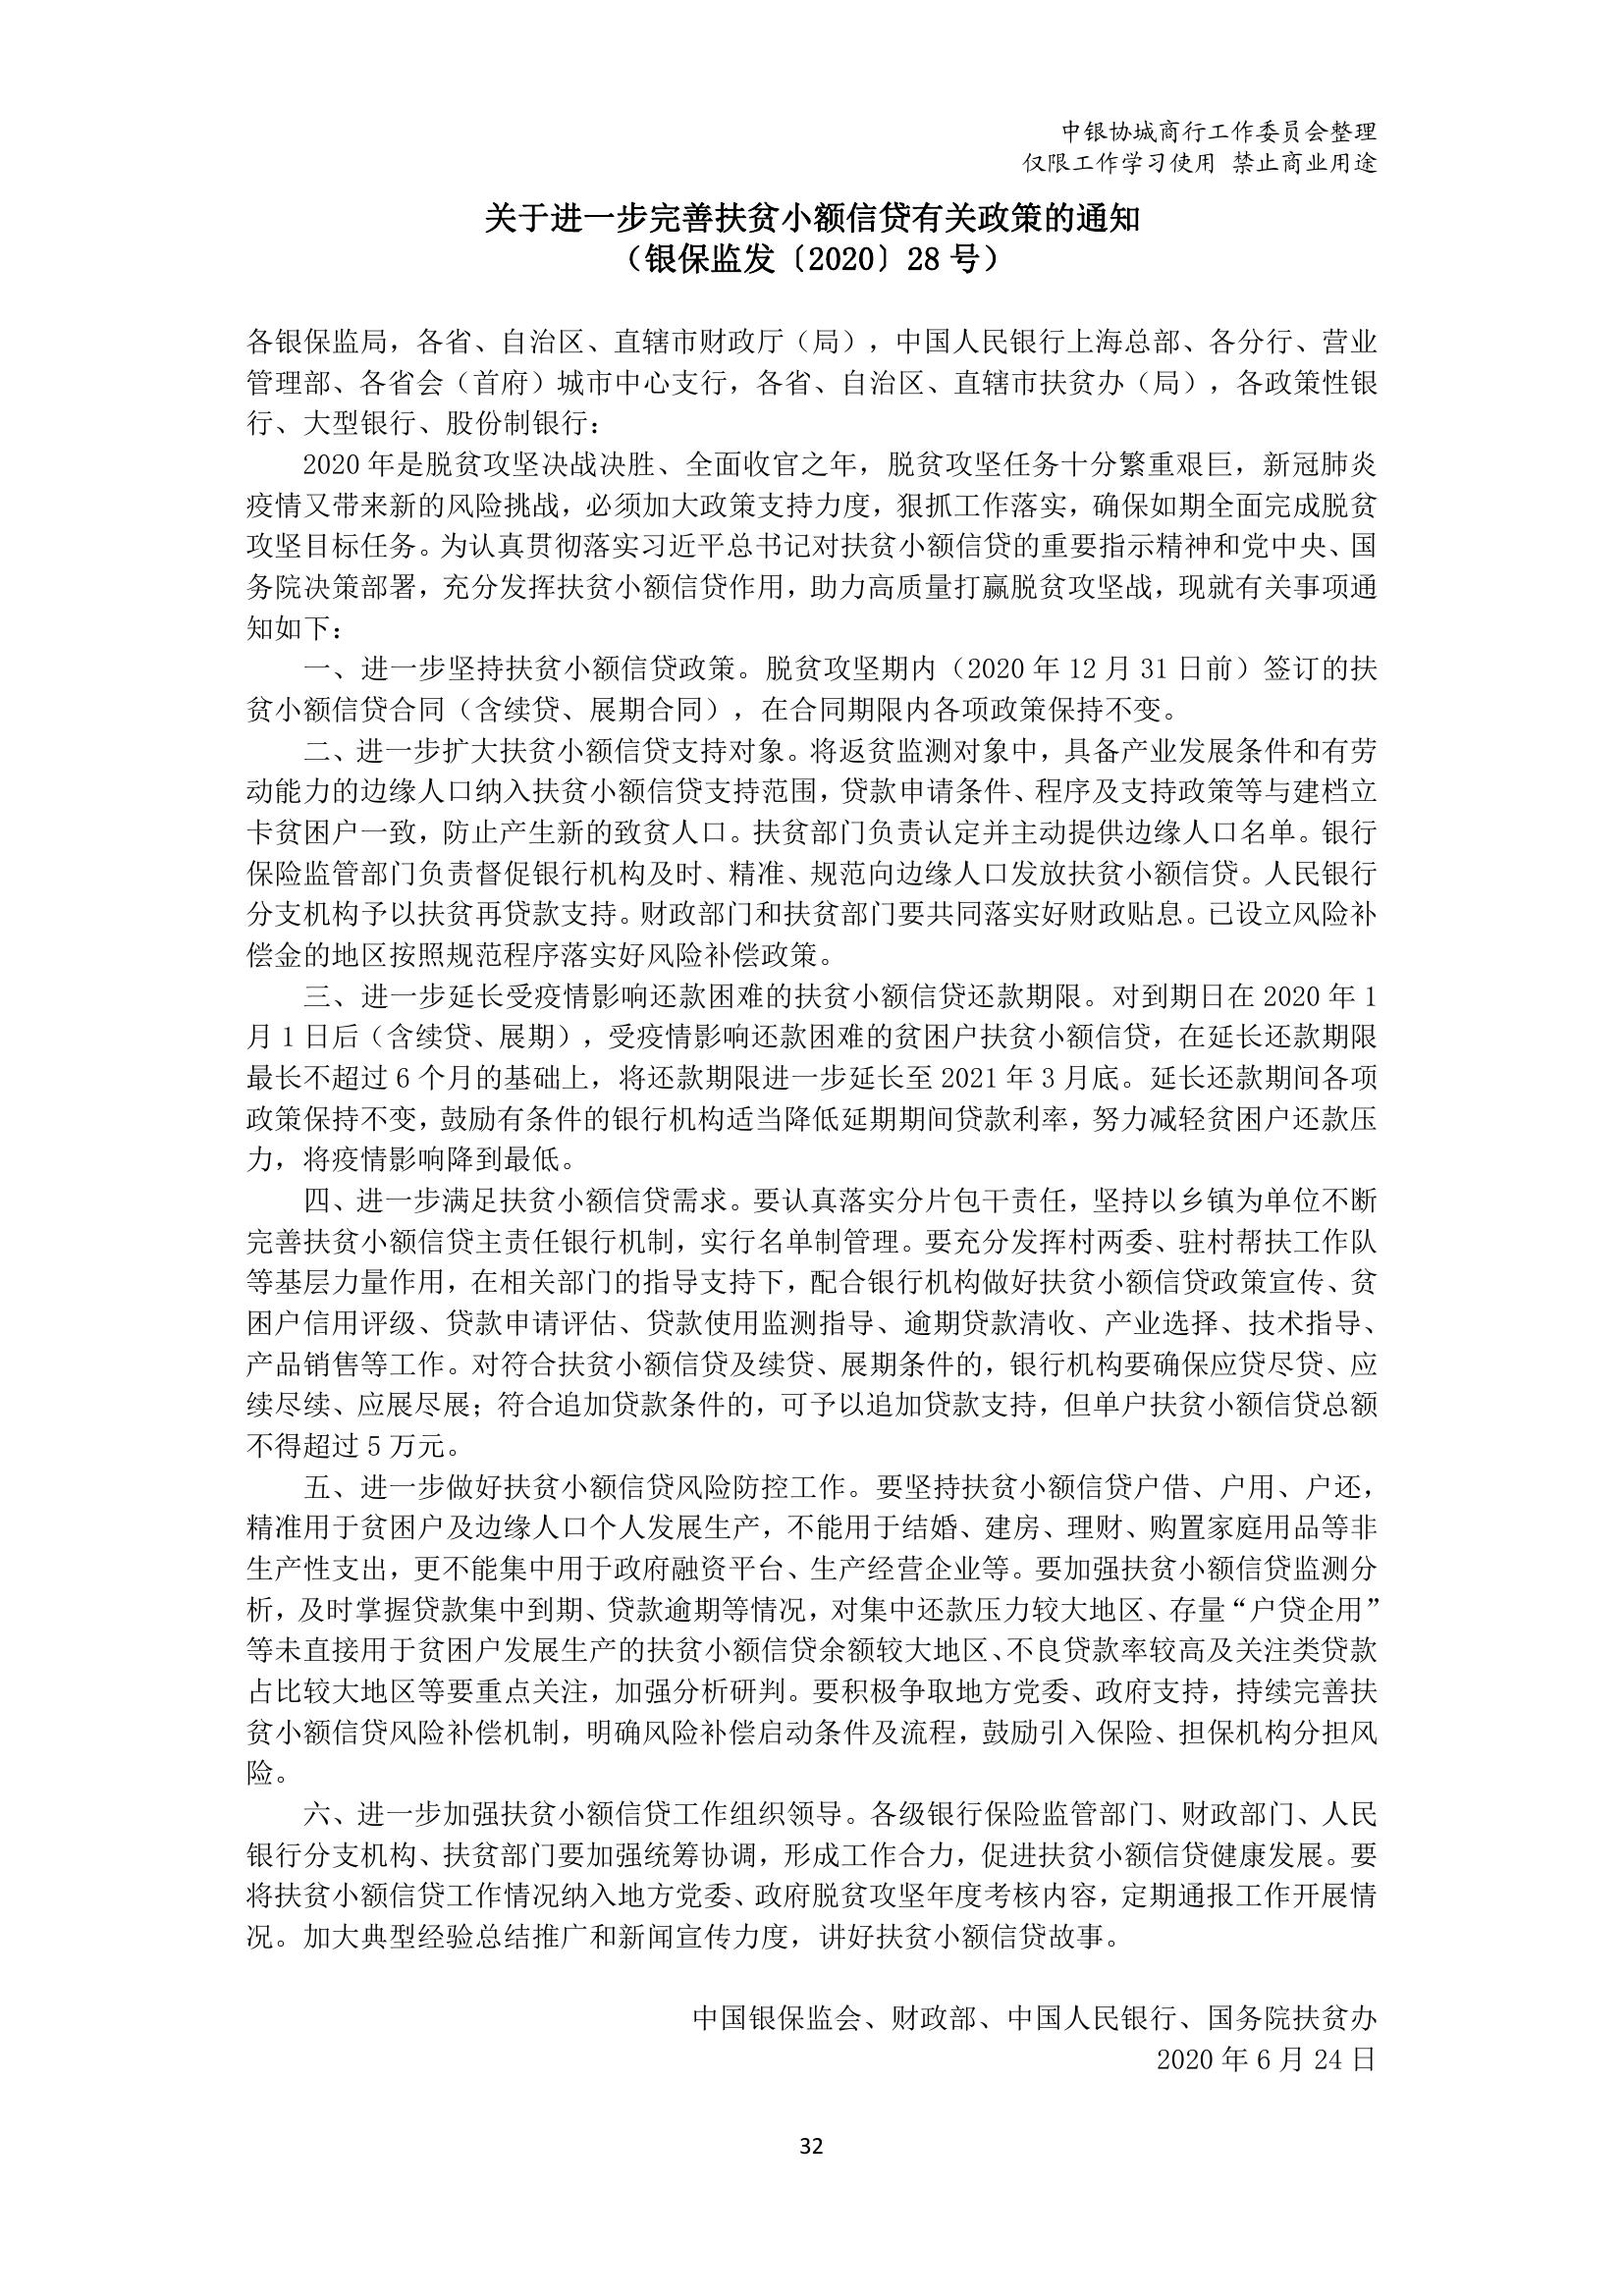 中银协城商行工作委员会整理
仅限工作学习使用 禁止商业用途
关于进一步完善扶贫小额信贷有关政策的通知
（银保监发〔2020〕28 号）
各银保监局，各省、自治区、直辖市财政厅（局），中国人民银行上海总部、各分行、营业
管理部、各省会（首府）城市中心支行，各省、自治区、直辖市扶贫办（局），各政策性银
行、大型银行、股份制银行：
2020 年是脱贫攻坚决战决胜、全面收官之年，脱贫攻坚任务十分繁重艰巨，新冠肺炎
疫情又带来新的风险挑战，必须加大政策支持力度，狠抓工作落实，确保如期全面完成脱贫
攻坚目标任务。为认真贯彻落实习近平总书记对扶贫小额信贷的重要指示精神和党中央、国
务院决策部署，充分发挥扶贫小额信贷作用，助力高质量打赢脱贫攻坚战，现就有关事项通
知如下：
一、进一步坚持扶贫小额信贷政策。脱贫攻坚期内（2020 年 12 月 31 日前）签订的扶
贫小额信贷合同（含续贷、展期合同），在合同期限内各项政策保持不变。
二、进一步扩大扶贫小额信贷支持对象。将返贫监测对象中，具备产业发展条件和有劳
动能力的边缘人口纳入扶贫小额信贷支持范围，贷款申请条件、程序及支持政策等与建档立
卡贫困户一致，防止产生新的致贫人口。扶贫部门负责认定并主动提供边缘人口名单。银行
保险监管部门负责督促银行机构及时、精准、规范向边缘人口发放扶贫小额信贷。人民银行
分支机构予以扶贫再贷款支持。财政部门和扶贫部门要共同落实好财政贴息。已设立风险补
偿金的地区按照规范程序落实好风险补偿政策。
三、进一步延长受疫情影响还款困难的扶贫小额信贷还款期限。对到期日在 2020 年 1
月 1 日后（含续贷、展期），受疫情影响还款困难的贫困户扶贫小额信贷，在延长还款期限
最长不超过 6 个月的基础上，将还款期限进一步延长至 2021 年 3 月底。延长还款期间各项
政策保持不变，鼓励有条件的银行机构适当降低延期期间贷款利率，努力减轻贫困户还款压
力，将疫情影响降到最低。
四、进一步满足扶贫小额信贷需求。要认真落实分片包干责任，坚持以乡镇为单位不断
完善扶贫小额信贷主责任银行机制，实行名单制管理。要充分发挥村两委、驻村帮扶工作队
等基层力量作用，在相关部门的指导支持下，配合银行机构做好扶贫小额信贷政策宣传、贫
困户信用评级、贷款申请评估、贷款使用监测指导、逾期贷款清收、产业选择、技术指导、
产品销售等工作。对符合扶贫小额信贷及续贷、展期条件的，银行机构要确保应贷尽贷、应
续尽续、应展尽展；符合追加贷款条件的，可予以追加贷款支持，但单户扶贫小额信贷总额
不得超过 5 万元。
五、进一步做好扶贫小额信贷风险防控工作。要坚持扶贫小额信贷户借、户用、户还，
精准用于贫困户及边缘人口个人发展生产，不能用于结婚、建房、理财、购置家庭用品等非
生产性支出，更不能集中用于政府融资平台、生产经营企业等。要加强扶贫小额信贷监测分
析，及时掌握贷款集中到期、贷款逾期等情况，对集中还款压力较大地区、存量“户贷企用”
等未直接用于贫困户发展生产的扶贫小额信贷余额较大地区、不良贷款率较高及关注类贷款
占比较大地区等要重点关注，加强分析研判。要积极争取地方党委、政府支持，持续完善扶
贫小额信贷风险补偿机制，明确风险补偿启动条件及流程，鼓励引入保险、担保机构分担风
险。
六、进一步加强扶贫小额信贷工作组织领导。各级银行保险监管部门、财政部门、人民
银行分支机构、扶贫部门要加强统筹协调，形成工作合力，促进扶贫小额信贷健康发展。要
将扶贫小额信贷工作情况纳入地方党委、政府脱贫攻坚年度考核内容，定期通报工作开展情
况。加大典型经验总结推广和新闻宣传力度，讲好扶贫小额信贷故事。
中国银保监会、财政部、中国人民银行、国务院扶贫办
2020 年 6 月 24 日
32